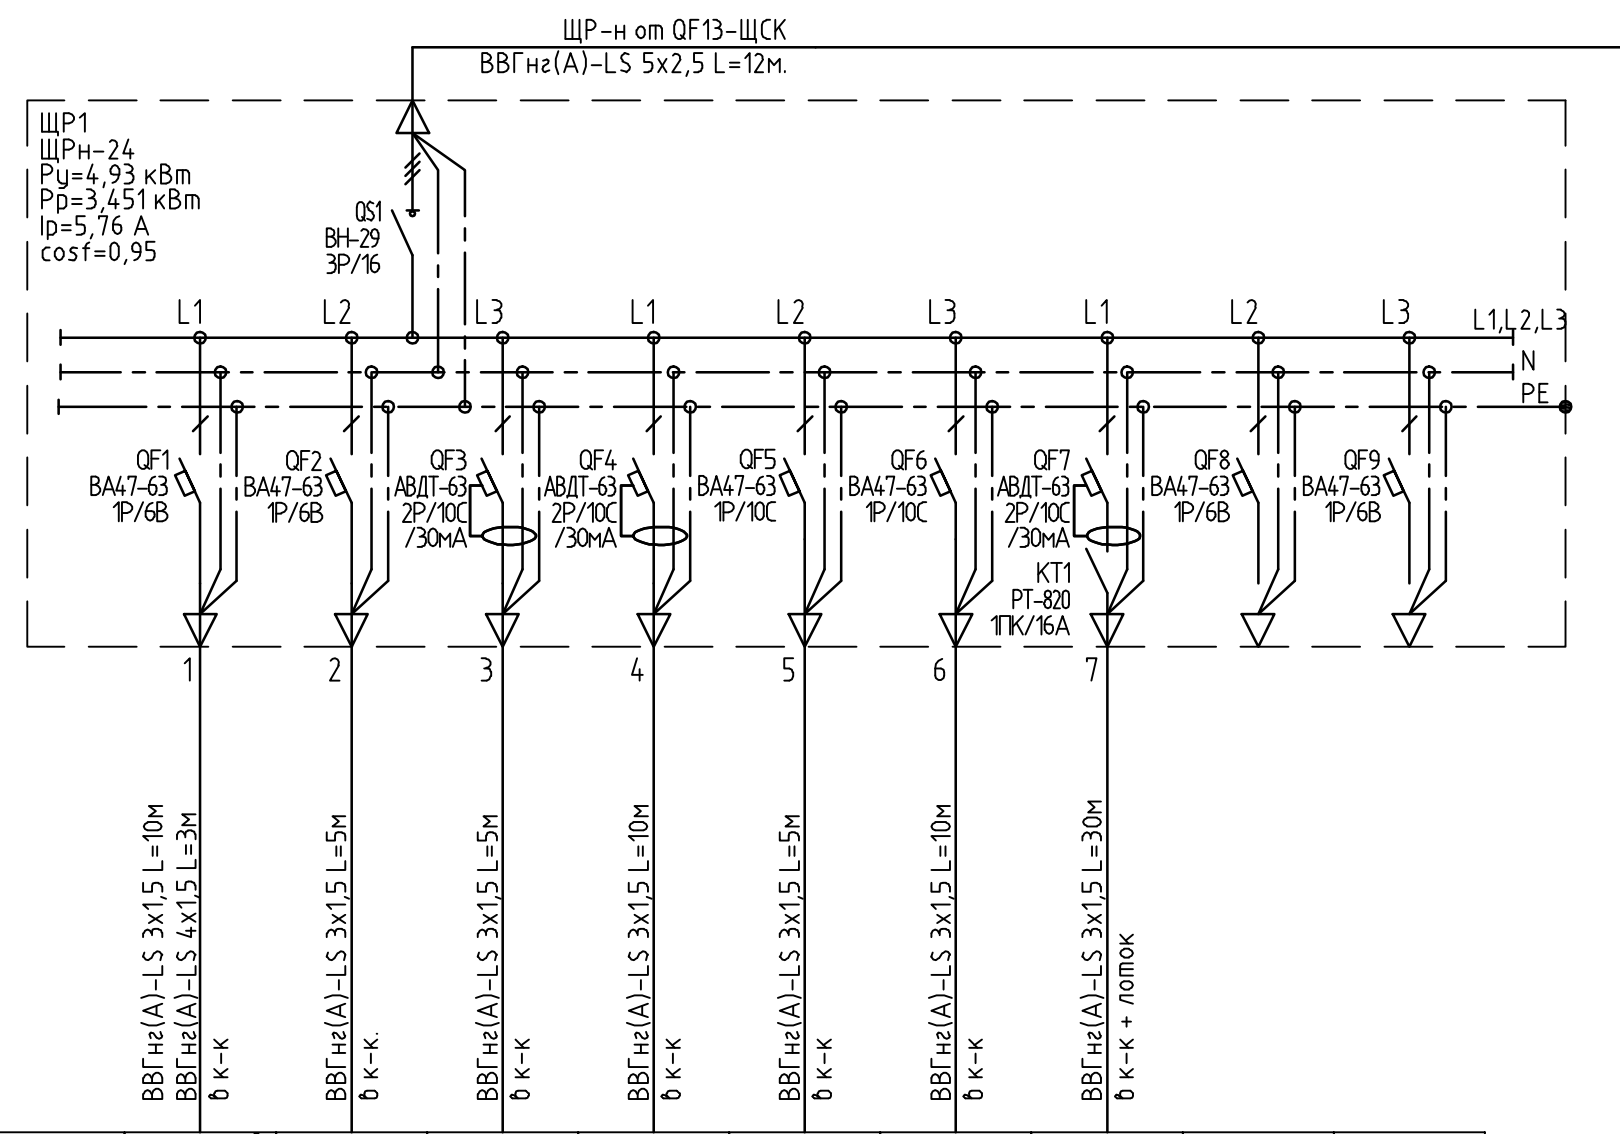 ЩР-н от QF13-ЩСК
ВВГнг(А)-LS 5х2,5 L=12м.
ЩР1
ЩРн-24
Ру=4,93 кВт
Рр=3,451 кВт
Iр=5,76 А
cosf=0,95
QS1
ВН-29
3Р/16
L1
L2
L3
L1
L2
L3
L1
L2
L3
L1,L2,L3
N
PE
QF1
ВА47-63
1Р/6В
QF2
ВА47-63
1Р/6В
QF3
АВДТ-63
2Р/10С
/30мА
QF4
АВДТ-63
2Р/10С
/30мА
QF5
ВА47-63
1Р/10С
QF6
ВА47-63
1Р/10С
QF7
АВДТ-63
2Р/10С
/30мА
КТ1
РТ-820
1ПК/16А
QF8
ВА47-63
1Р/6В
QF9
ВА47-63
1Р/6В
1
2
3
4
5
6
7
ВВГнг(А)-LS 3х1,5 L=10м
ВВГнг(А)-LS 4х1,5 L=3м
в к-к
ВВГнг(А)-LS 3х1,5 L=5м
в к-к.
ВВГнг(А)-LS 3х1,5 L=5м
в к-к
ВВГнг(А)-LS 3х1,5 L=10м
в к-к
ВВГнг(А)-LS 3х1,5 L=5м
в к-к
ВВГнг(А)-LS 3х1,5 L=10м
в к-к
ВВГнг(А)-LS 3х1,5 L=30м
в к-к + лоток